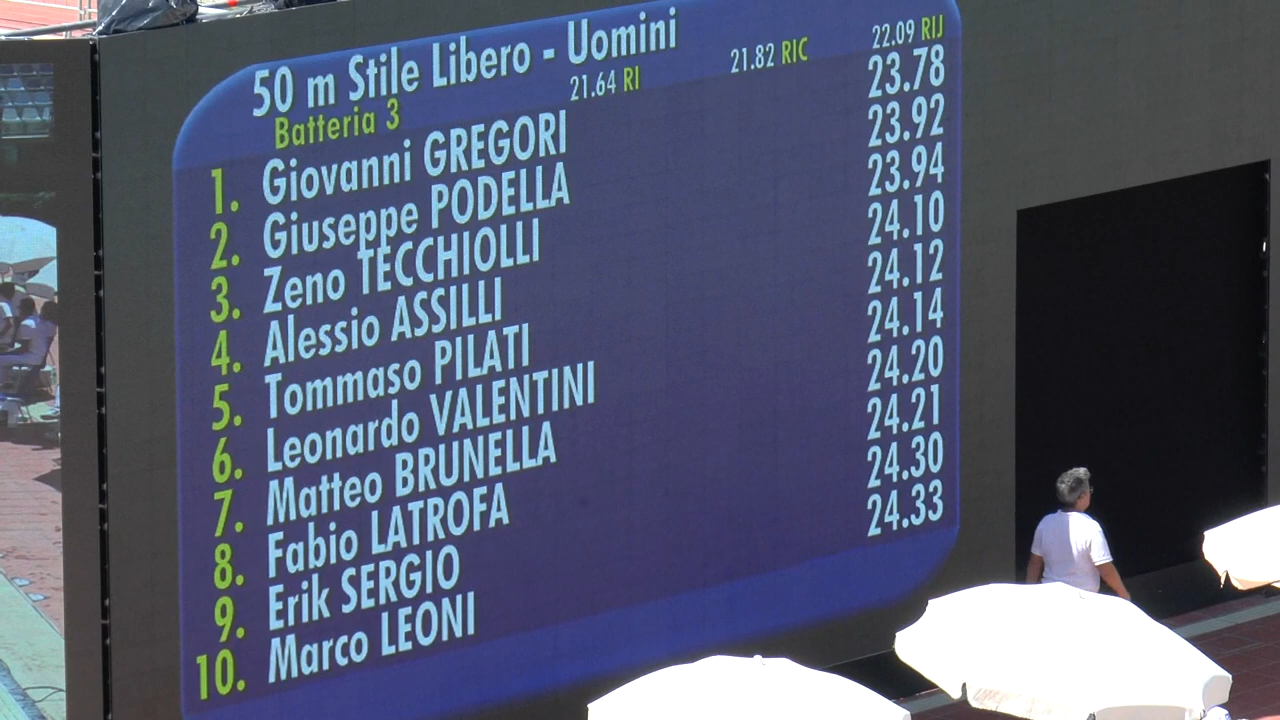 50 m Stile Libero - Uomini
Batteria 3 21.64 RI 21.82 RIC 22.09 RIJ
1. Giovanni GREGORI 23.78
2. Giuseppe PODELLA 23.92
3. Zeno TECCHIOLLI 23.94
4. Alessio ASSILLI 24.10
5. Tommaso PILATI 24.12
6. Leonardo VALENTINI 24.14
7. Matteo BRUNELLA 24.20
8. Fabio LATROFA 24.21
9. Erik SERGIO 24.30
10. Marco LEONI 24.33